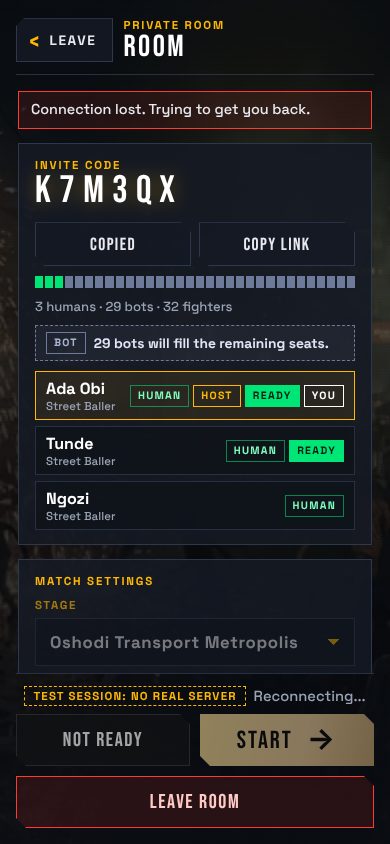 < LEAVE
PRIVATE ROOM
ROOM
Connection lost. Trying to get you back.
INVITE CODE
K7M3QX
COPIED
COPY LINK
3 humans · 29 bots · 32 fighters
BOT 29 bots will fill the remaining seats.
Ada Obi
Street Baller
HUMAN HOST READY YOU
Tunde
Street Baller
HUMAN READY
Ngozi
Street Baller
HUMAN
MATCH SETTINGS
STAGE
Oshodi Transport Metropolis
TEST SESSION: NO REAL SERVER Reconnecting...
NOT READY
START →
LEAVE ROOM